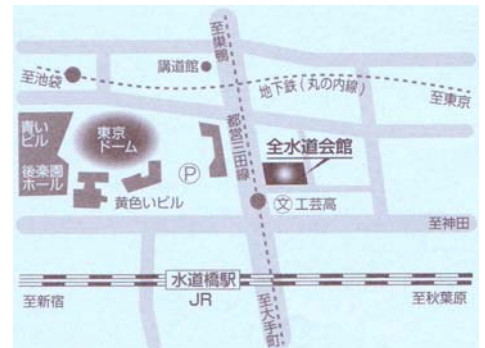 至巣鴨
講道館
至池袋
地下鉄(丸の内線)
至東京
青い
ビル
東京
ドーム
都営三田線
全水道会館
後楽園
ホール
P
黄色いビル
文 工芸高
至神田
水道橋駅
JR
至新宿
至大手町
至秋葉原